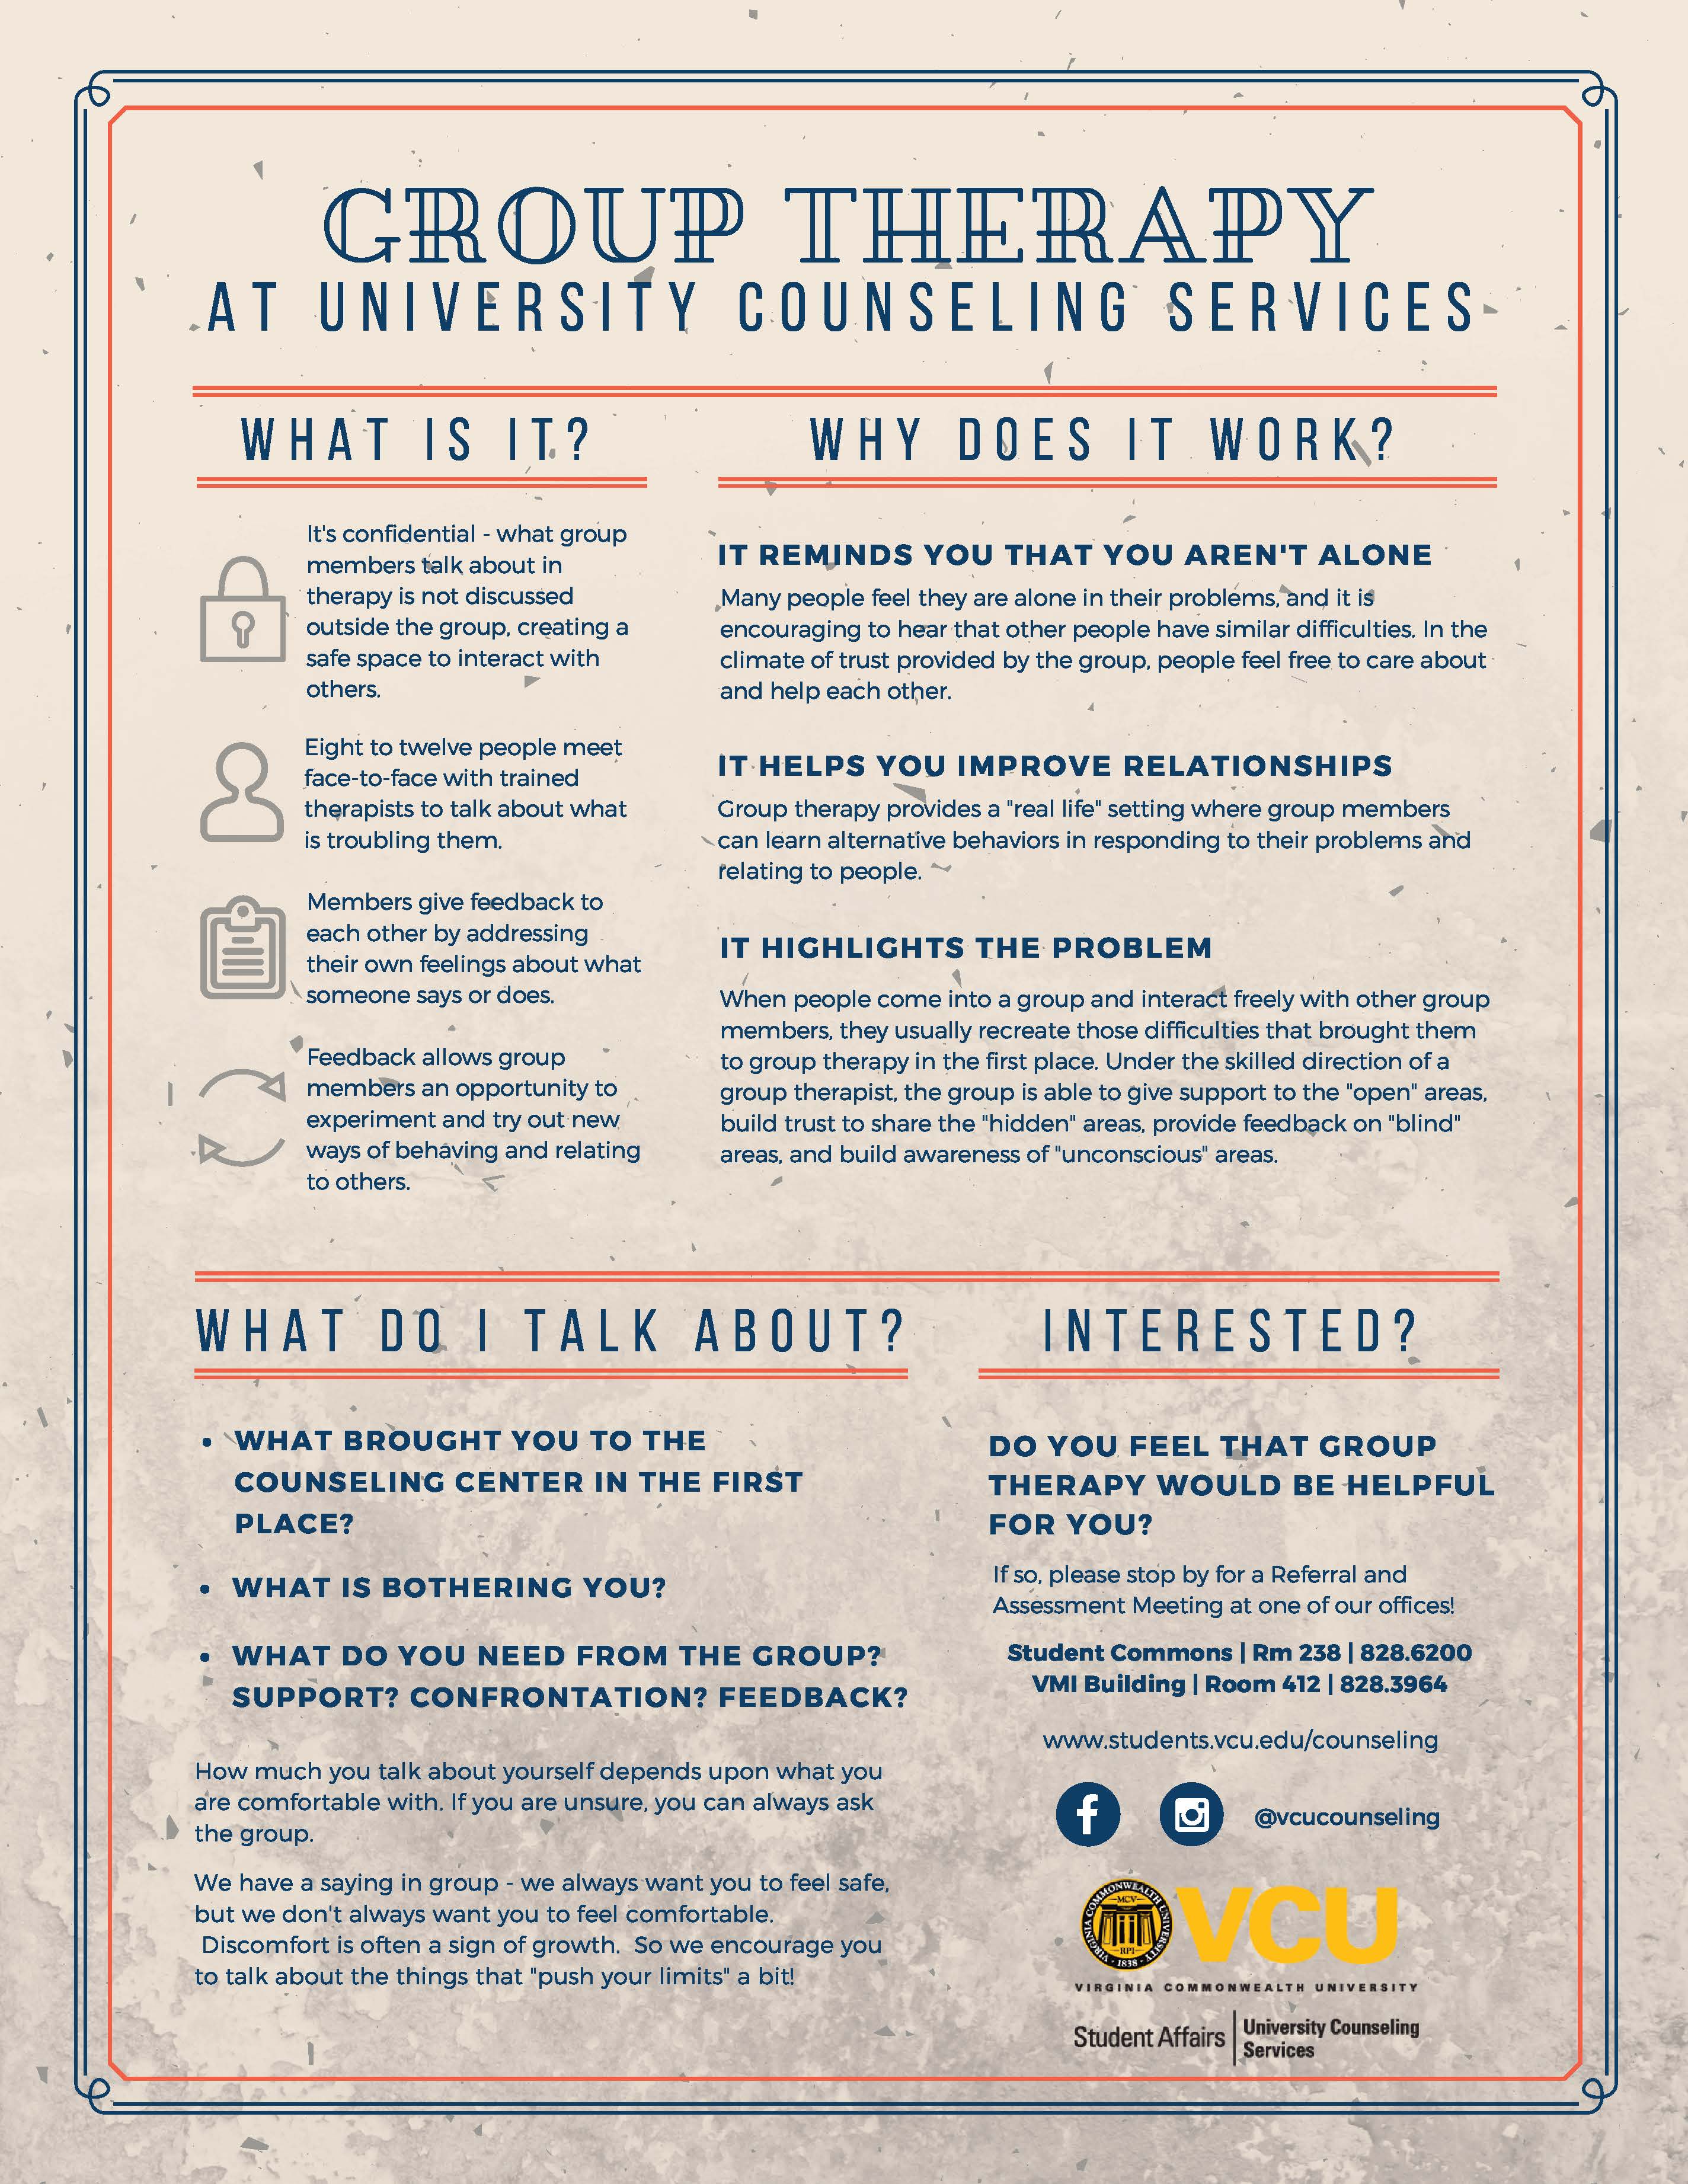 GROUP THERAPY
AT UNIVERSITY COUNSELING SERVICES
WHAT IS IT?
It's confidential - what group
members talk about in
therapy is not discussed
outside the group, creating a
safe space to interact with
others.
Eight to twelve people meet
face-to-face with trained
therapists to talk about what
is troubling them.
Members give feedback to
each other by addressing
their own feelings about what
someone says or does.
Feedback allows group
members an opportunity to
experiment and try out new
ways of behaving and relating
to others.
WHY DOES IT WORK?
IT REMINDS YOU THAT YOU AREN'T ALONE
Many people feel they are alone in their problems, and it is
encouraging to hear that other people have similar difficulties. In the
climate of trust provided by the group, people feel free to care about
and help each other.
IT HELPS YOU IMPROVE RELATIONSHIPS
Group therapy provides a "real life" setting where group members
can learn alternative behaviors in responding to their problems and
relating to people.
IT HIGHLIGHTS THE PROBLEM
When people come into a group and interact freely with other group
members, they usually recreate those difficulties that brought them
to group therapy in the first place. Under the skilled direction of a
group therapist, the group is able to give support to the "open" areas,
build trust to share the "hidden" areas, provide feedback on "blind"
areas, and build awareness of "unconscious" areas.
WHAT DO I TALK ABOUT?
• WHAT BROUGHT YOU TO THE
COUNSELING CENTER IN THE FIRST
PLACE?
• WHAT IS BOTHERING YOU?
• WHAT DO YOU NEED FROM THE GROUP?
SUPPORT? CONFRONTATION? FEEDBACK?
How much you talk about yourself depends upon what you
are comfortable with. If you are unsure, you can always ask
the group.
We have a saying in group - we always want you to feel safe,
but we don't always want you to feel comfortable.
Discomfort is often a sign of growth. So we encourage you
to talk about the things that "push your limits" a bit!
INTERESTED?
DO YOU FEEL THAT GROUP
THERAPY WOULD BE HELPFUL
FOR YOU?
If so, please stop by for a Referral and
Assessment Meeting at one of our offices!
Student Commons | Rm 238 | 828.6200
VMI Building | Room 412 | 828.3964
www.students.vcu.edu/counseling
@vcucounseling
VIRGINIA COMMONWEALTH UNIVERSITY
MCV
RPI
1838
VCU
VIRGINIA COMMONWEALTH UNIVERSITY
Student Affairs
University Counseling
Services